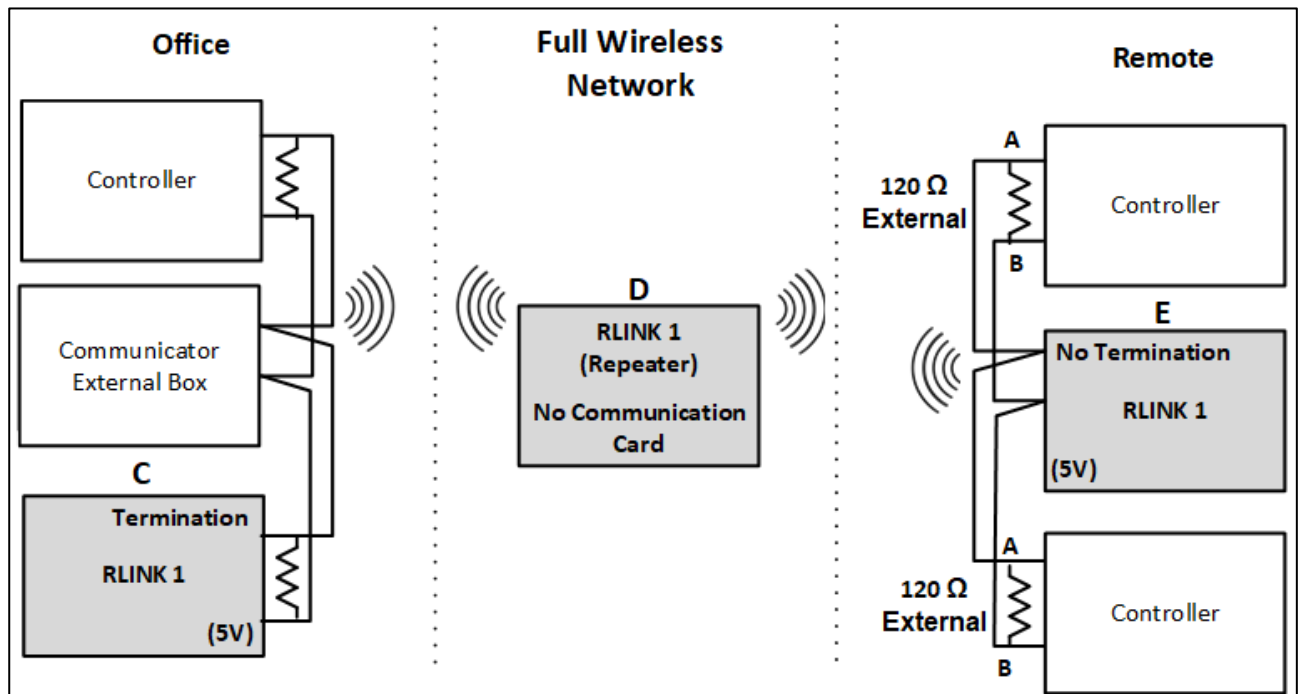 Office
Controller
Communicator
External Box
C
Termination
RLINK 1
(5V)
Full Wireless
Network
D
RLINK 1
(Repeater)
No Communication
Card
Remote
A
120 Ω
External
B
Controller
E
No Termination
RLINK 1
(5V)
A
120 Ω
External
B
Controller